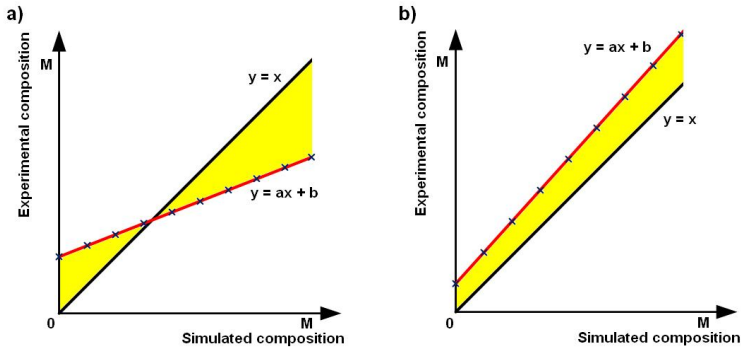 a)
Experimental composition
M
y = x
y = ax + b
0
M
Simulated composition
b)
Experimental composition
M
y = ax + b
y = x
0
M
Simulated composition